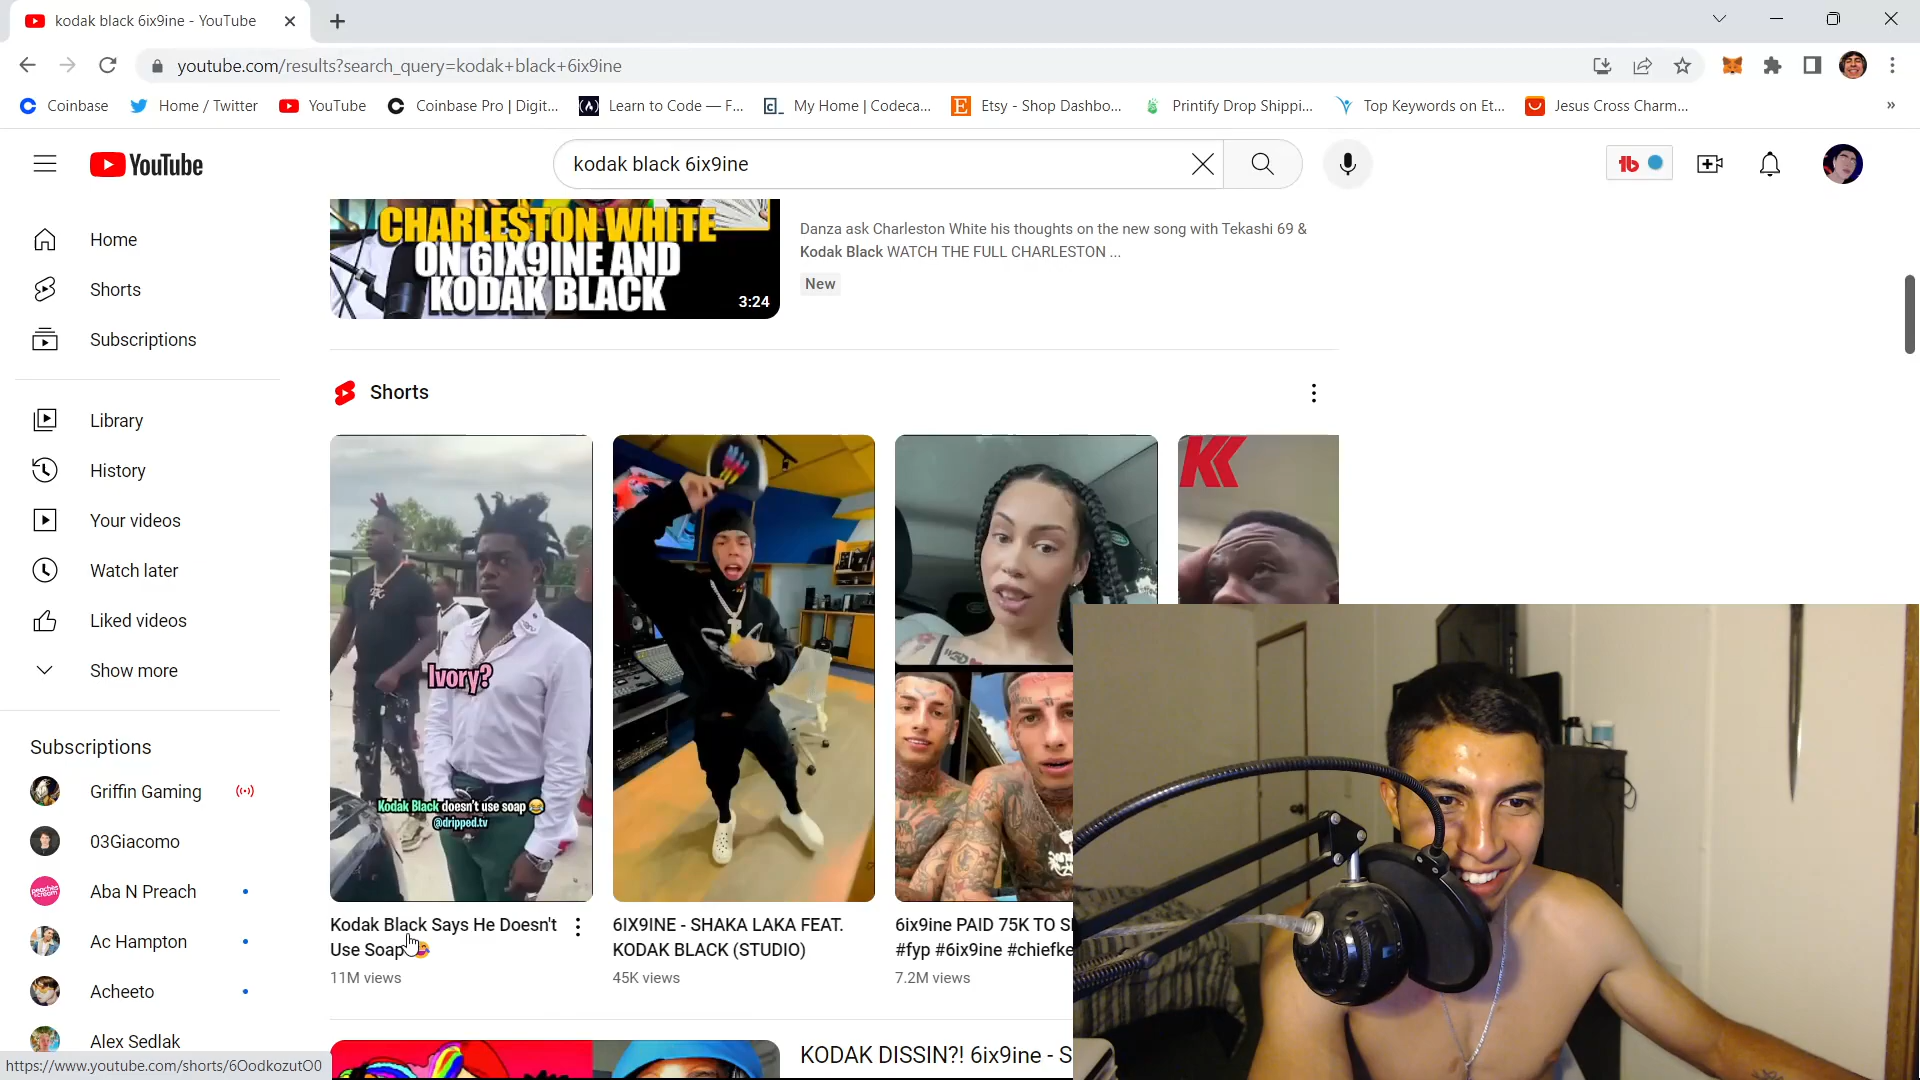 kodak black 6ix9ine - YouTube
youtube.com/results?search_query=kodak+black+6ix9ine
Coinbase
Home / Twitter
YouTube
Coinbase Pro | Digit...
Learn to Code — F...
My Home | Codeca...
Etsy - Shop Dashbo...
Printify Drop Shippi...
Top Keywords on Et...
Jesus Cross Charm...
»
YouTube
kodak black 6ix9ine
tb
Home
Shorts
Subscriptions
Library
History
Your videos
Watch later
Liked videos
Show more
Subscriptions
Griffin Gaming
03Giacomo
Aba N Preach
Ac Hampton
Acheeto
Alex Sedlak
https://www.youtube.com/shorts/6OodkozutO0
CHARLESTON WHITE
ON 6IX9INE AND
KODAK BLACK
3:24
Danza ask Charleston White his thoughts on the new song with Tekashi 69 &
Kodak Black WATCH THE FULL CHARLESTON ...
New
Shorts
Ivory?
Kodak Black doesn't use soap 😂
@dripped.tv
KK
Kodak Black Says He Doesn't
Use Soap
11M views
6IX9INE - SHAKA LAKA FEAT.
KODAK BLACK (STUDIO)
45K views
6ix9ine PAID 75K TO S
#fyp #6ix9ine #chiefke
7.2M views
KODAK DISSIN?! 6ix9ine - S